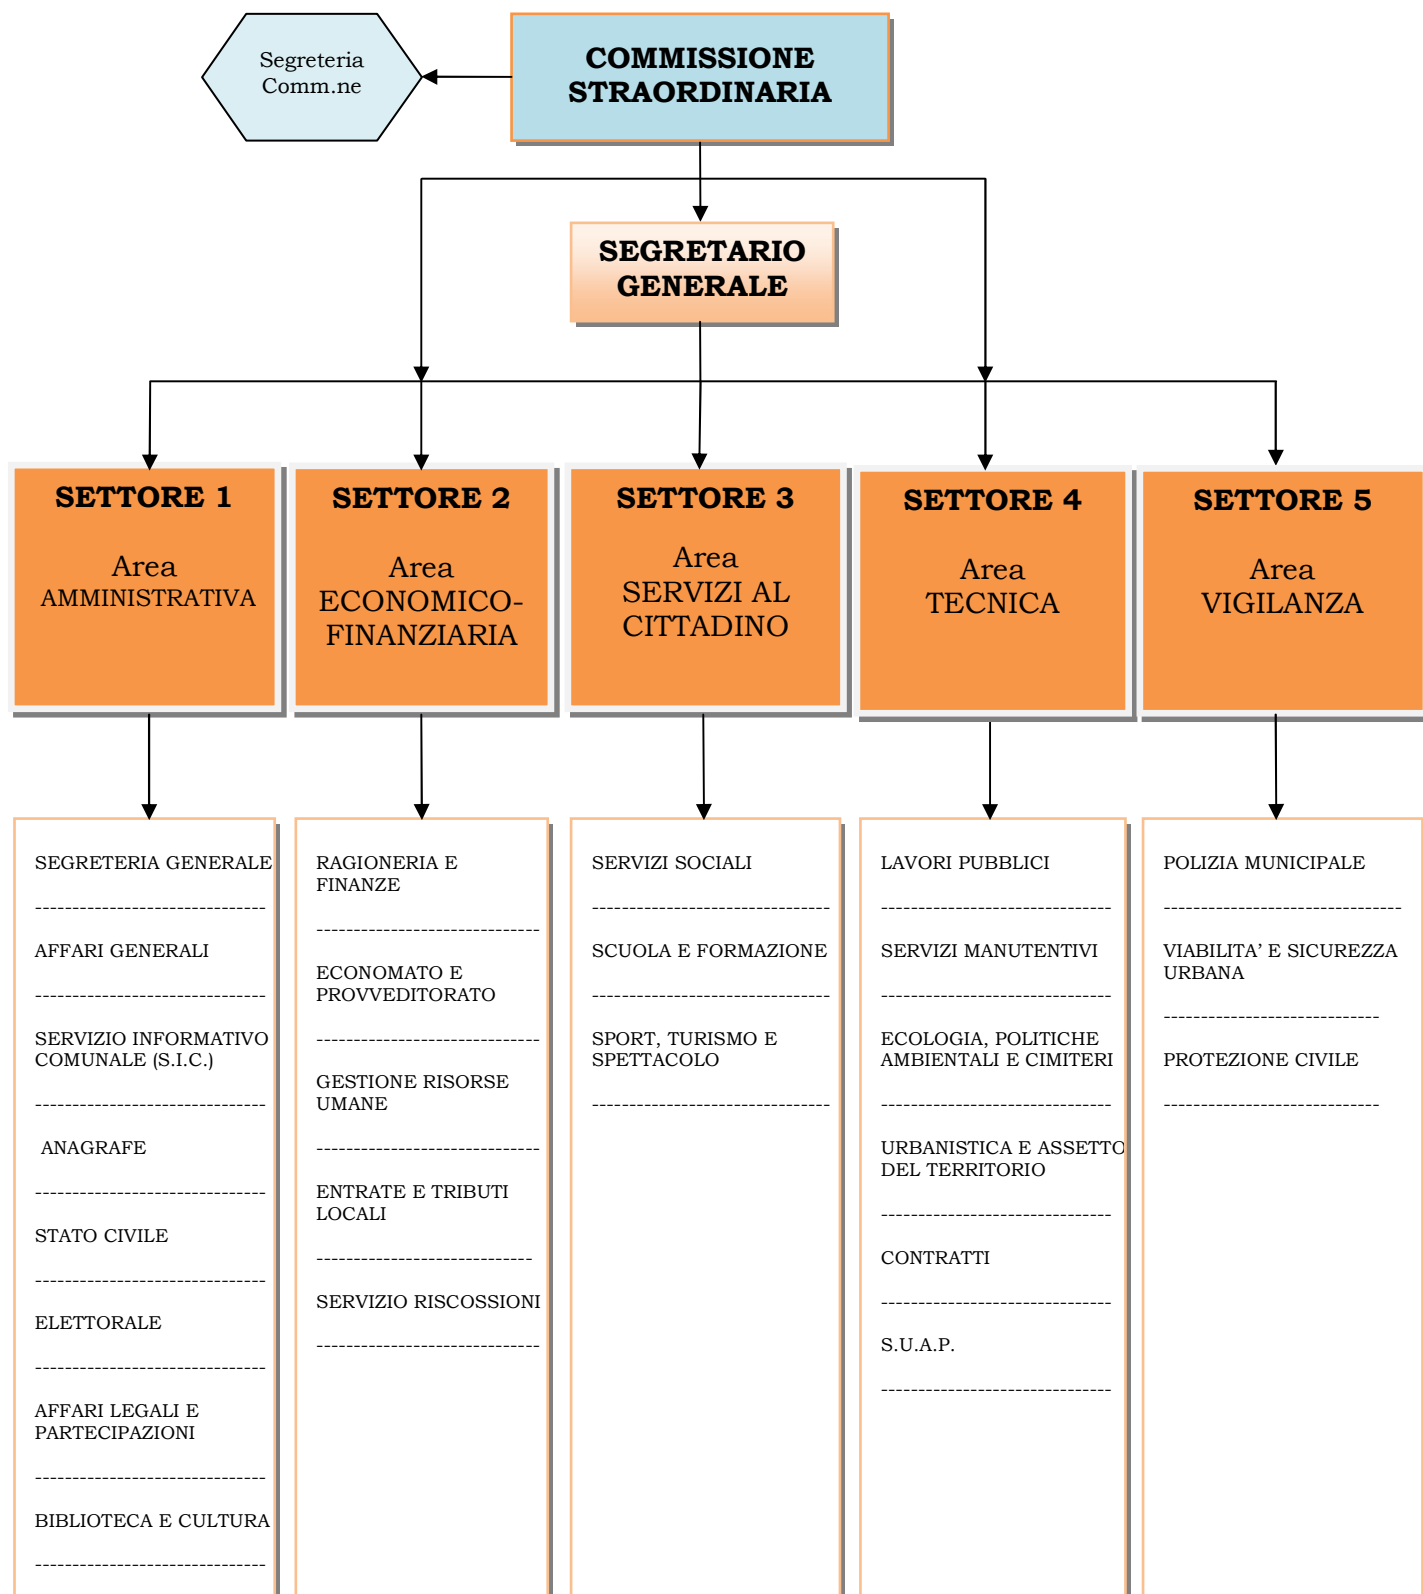 Segreteria
Comm.ne
COMMISSIONE
STRAORDINARIA
SEGRETARIO
GENERALE
SETTORE 1
Area
AMMINISTRATIVA
SETTORE 2
Area
ECONOMICO-
FINANZIARIA
SETTORE 3
Area
SERVIZI AL
CITTADINO
SETTORE 4
Area
TECNICA
SETTORE 5
Area
VIGILANZA
SEGRETERIA GENERALE
-------------------------------
AFFARI GENERALI
-------------------------------
SERVIZIO INFORMATIVO
COMUNALE (S.I.C.)
-------------------------------
ANAGRAFE
-------------------------------
STATO CIVILE
-------------------------------
ELETTORALE
-------------------------------
AFFARI LEGALI E
PARTECIPAZIONI
-------------------------------
BIBLIOTECA E CULTURA
-------------------------------
RAGIONERIA E
FINANZE
------------------------------
ECONOMATO E
PROVVEDITORATO
------------------------------
GESTIONE RISORSE
UMANE
------------------------------
ENTRATE E TRIBUTI
LOCALI
-----------------------------
SERVIZIO RISCOSSIONI
------------------------------
SERVIZI SOCIALI
--------------------------------
SCUOLA E FORMAZIONE
--------------------------------
SPORT, TURISMO E
SPETTACOLO
--------------------------------
LAVORI PUBBLICI
-------------------------------
SERVIZI MANUTENTIVI
-------------------------------
ECOLOGIA, POLITICHE
AMBIENTALI E CIMITERI
-------------------------------
URBANISTICA E ASSETTO
DEL TERRITORIO
-------------------------------
CONTRATTI
-------------------------------
S.U.A.P.
-------------------------------
POLIZIA MUNICIPALE
--------------------------------
VIABILITA’ E SICUREZZA
URBANA
-----------------------------
PROTEZIONE CIVILE
-----------------------------